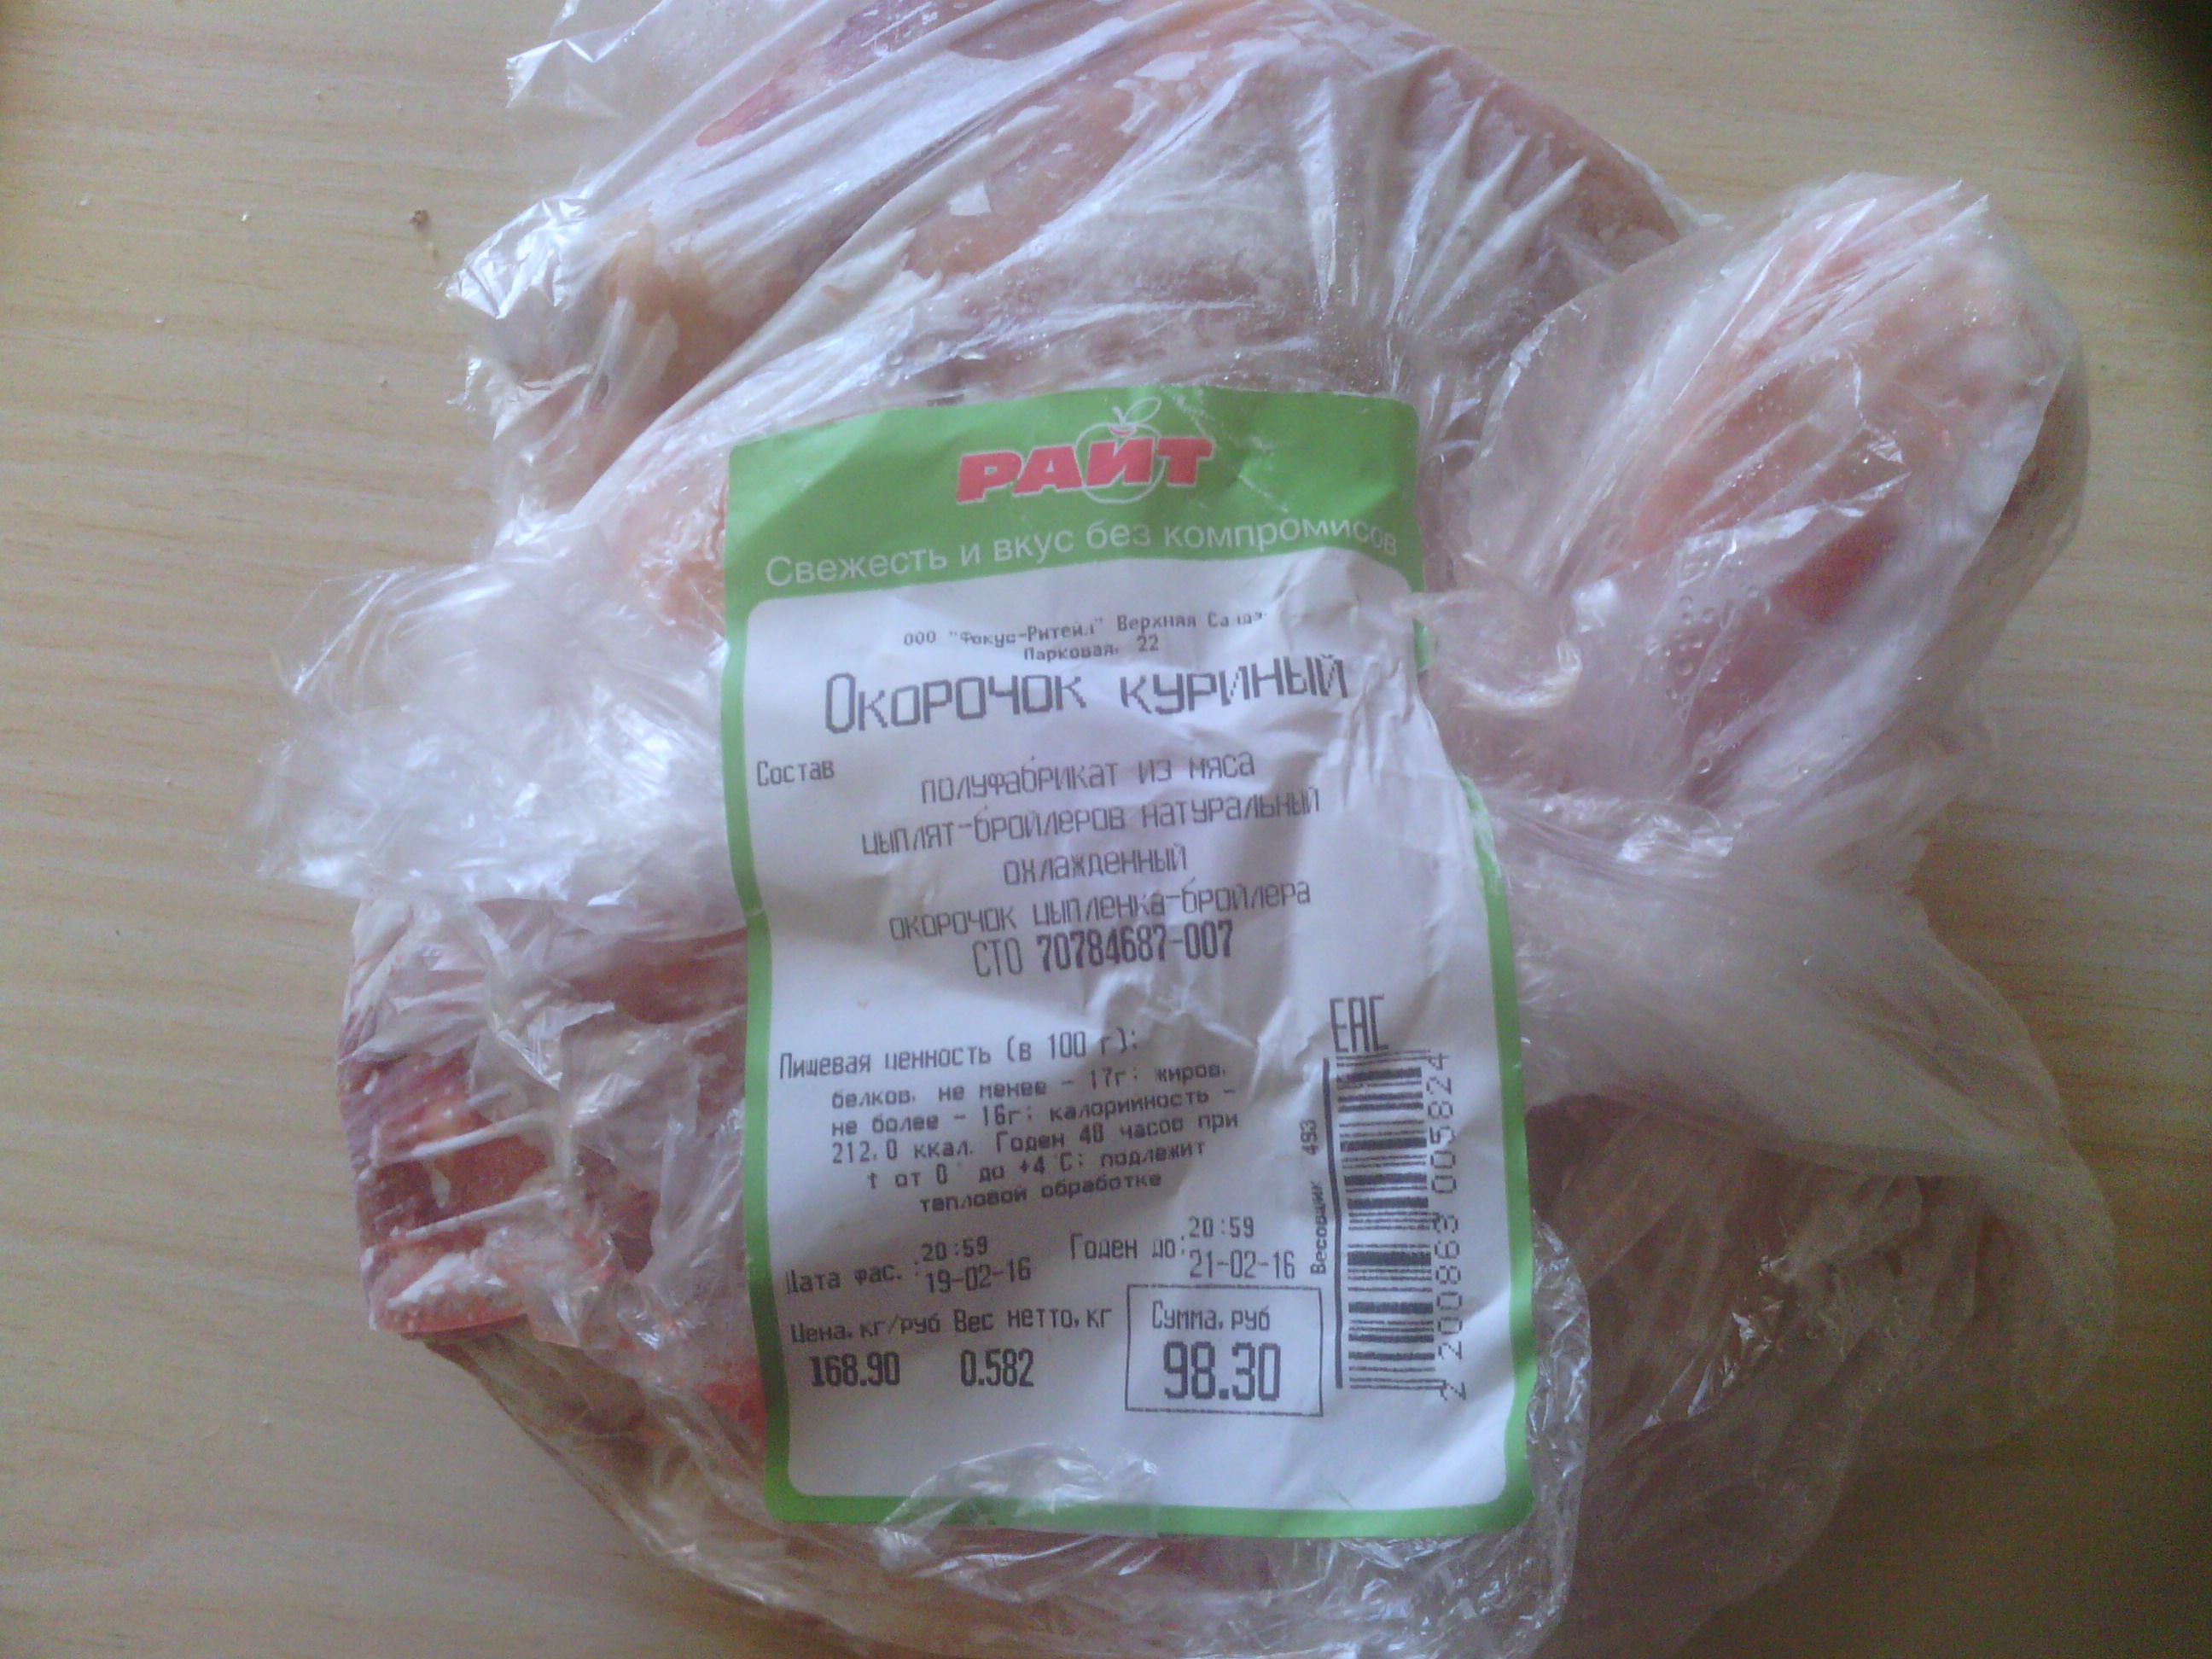 РАЙТ
Свежесть и вкус без компромисов
ООО "Фокус-Ритейл" Верхняя
Парковая, 22
Окорочок куриный
Состав
полуфабрикат из мяса
цыплят-бройлеров натуральный
охлажденный
окорочок цыпленка-бройлера
СТО 70784687-007
Пищевая ценность (в 100 г):
белков, не менее - 17г; жиров,
не более - 16г; калорийность -
212,0 ккал. Годен 48 часов при
t от 0° до +4°С; подлежит
тепловой обработке
Дата фас.: 20:59 19-02-16
Годен до: 20:59 21-02-16
Цена, кг/руб Вес нетто, кг Сумма, руб
168.90 0.582 98.30
EAC
Весовщик 493
2 200863 005824